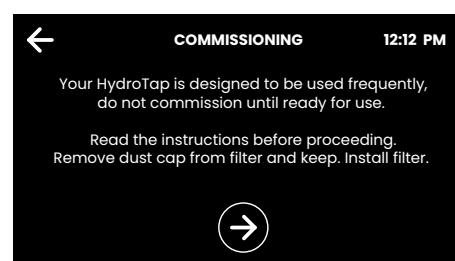 COMMISSIONING
12:12 PM
Your HydroTap is designed to be used frequently,
do not commission until ready for use.
Read the instructions before proceeding.
Remove dust cap from filter and keep. Install filter.